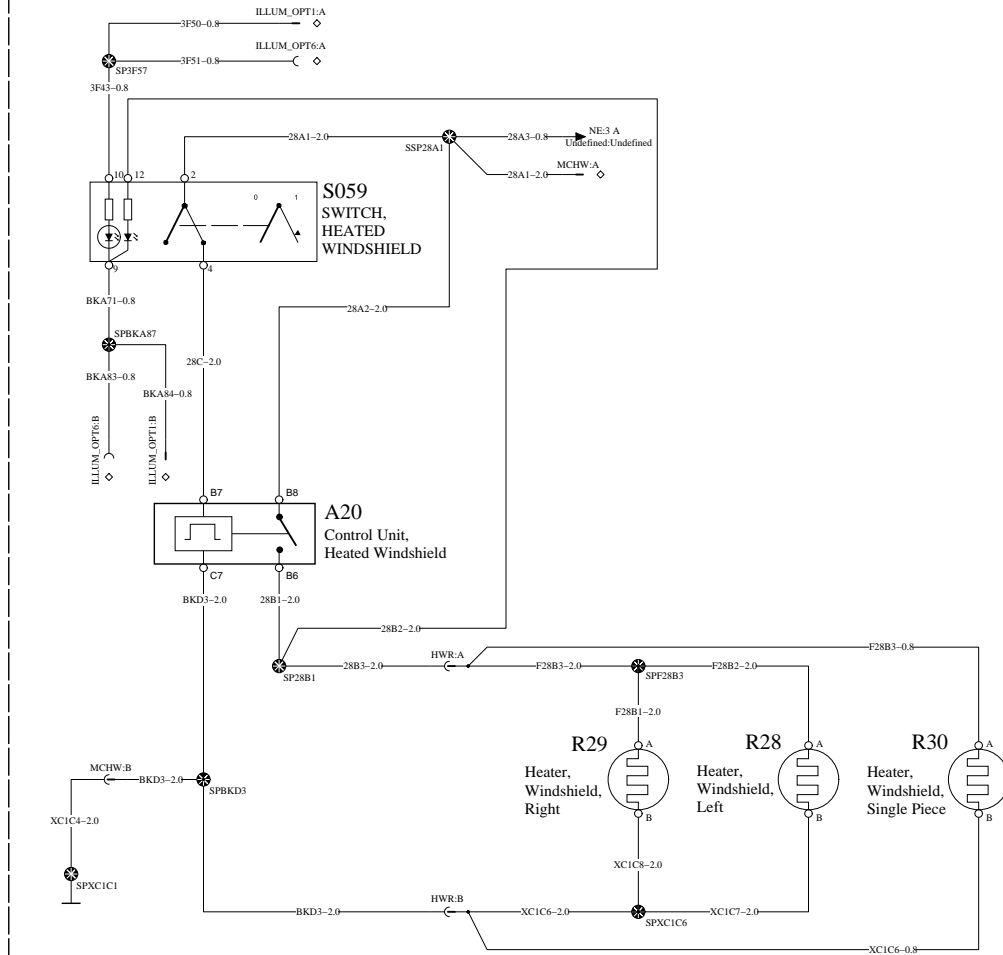 ILLUM_OPT1:A
3F50–0.8
ILLUM_OPT6:A
3F51–0.8
SP3F57
3F43–0.8
28A1–2.0
28A3–0.8
NE:3 A
Undefined:Undefined
SSP28A1
MCHW:A
28A1–2.0
10
12
2
S059
SWITCH,
HEATED
WINDSHIELD
0
1
9
4
BKA71–0.8
28A2–2.0
SPBKA87
28C–2.0
BKA83–0.8
BKA84–0.8
ILLUM_OPT6:B
ILLUM_OPT1:B
B7
B8
A20
Control Unit,
Heated Windshield
C7
B6
BKD3–2.0
28B1–2.0
28B2–2.0
HWR:A
F28B3–0.8
SP28B1
28B3–2.0
F28B3–2.0
SPF28B3
F28B2–2.0
F28B1–2.0
R29
A
Heater,
Windshield,
Right
B
R28
A
Heater,
Windshield,
Left
B
R30
A
Heater,
Windshield,
Single Piece
B
MCHW:B
BKD3–2.0
SPBKD3
XC1C4–2.0
XC1C8–2.0
SPXC1C1
HWR:B
BKD3–2.0
XC1C6–2.0
XC1C7–2.0
SPXC1C6
XC1C6–0.8